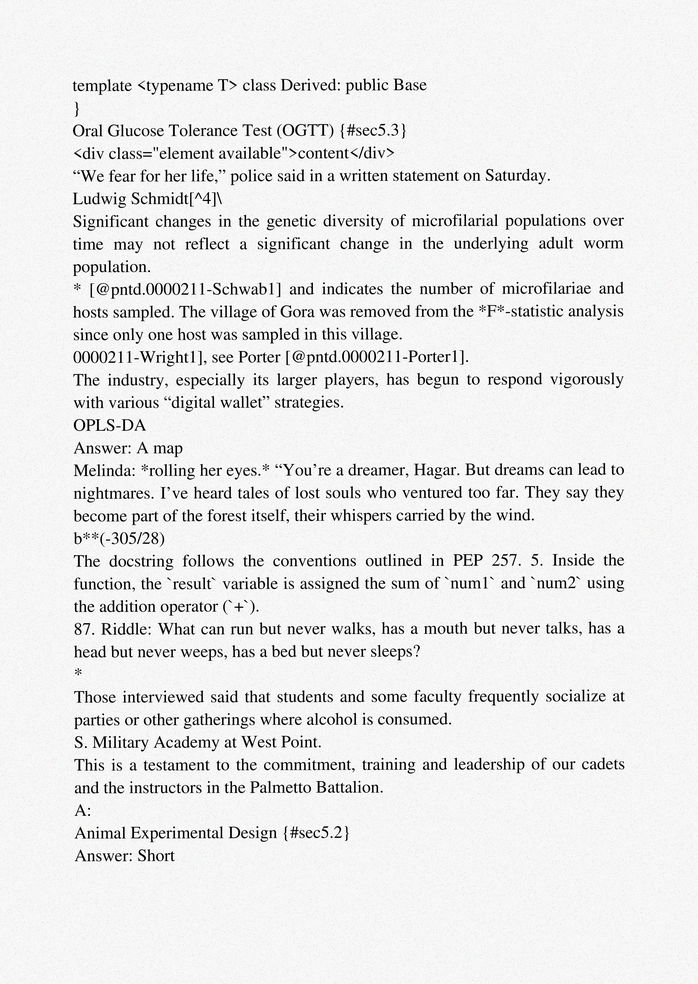 template <typename T> class Derived: public Base
}
Oral Glucose Tolerance Test (OGTT) {#sec5.3}
<div class="element available">content</div>
“We fear for her life,” police said in a written statement on Saturday.
Ludwig Schmidt[^4]\
Significant changes in the genetic diversity of microfilarial populations over
time may not reflect a significant change in the underlying adult worm
population.
* [@pntd.0000211-Schwab1] and indicates the number of microfilariae and
hosts sampled. The village of Gora was removed from the *F*-statistic analysis
since only one host was sampled in this village.
0000211-Wright1], see Porter [@pntd.0000211-Porter1].
The industry, especially its larger players, has begun to respond vigorously
with various “digital wallet” strategies.
OPLS-DA
Answer: A map
Melinda: *rolling her eyes.* “You’re a dreamer, Hagar. But dreams can lead to
nightmares. I’ve heard tales of lost souls who ventured too far. They say they
become part of the forest itself, their whispers carried by the wind.
b**(-305/28)
The docstring follows the conventions outlined in PEP 257. 5. Inside the
function, the `result` variable is assigned the sum of `num1` and `num2` using
the addition operator (`+`).
87. Riddle: What can run but never walks, has a mouth but never talks, has a
head but never weeps, has a bed but never sleeps?
*
Those interviewed said that students and some faculty frequently socialize at
parties or other gatherings where alcohol is consumed.
S. Military Academy at West Point.
This is a testament to the commitment, training and leadership of our cadets
and the instructors in the Palmetto Battalion.
A:
Animal Experimental Design {#sec5.2}
Answer: Short